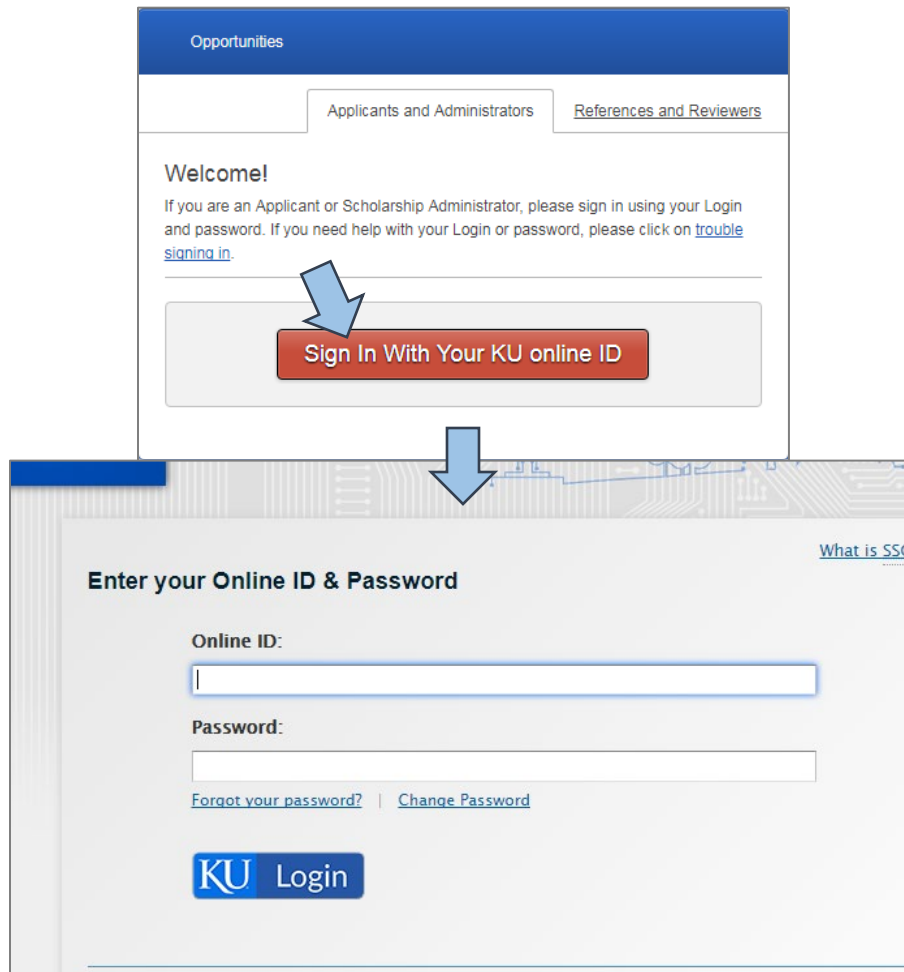 Opportunities
Applicants and Administrators
References and Reviewers
Welcome!
If you are an Applicant or Scholarship Administrator, please sign in using your Login
and password. If you need help with your Login or password, please click on trouble
signing in.
Sign In With Your KU online ID
What is
Enter your Online ID & Password
Online ID:
Password:
Forgot your password? | Change Password
KU Login